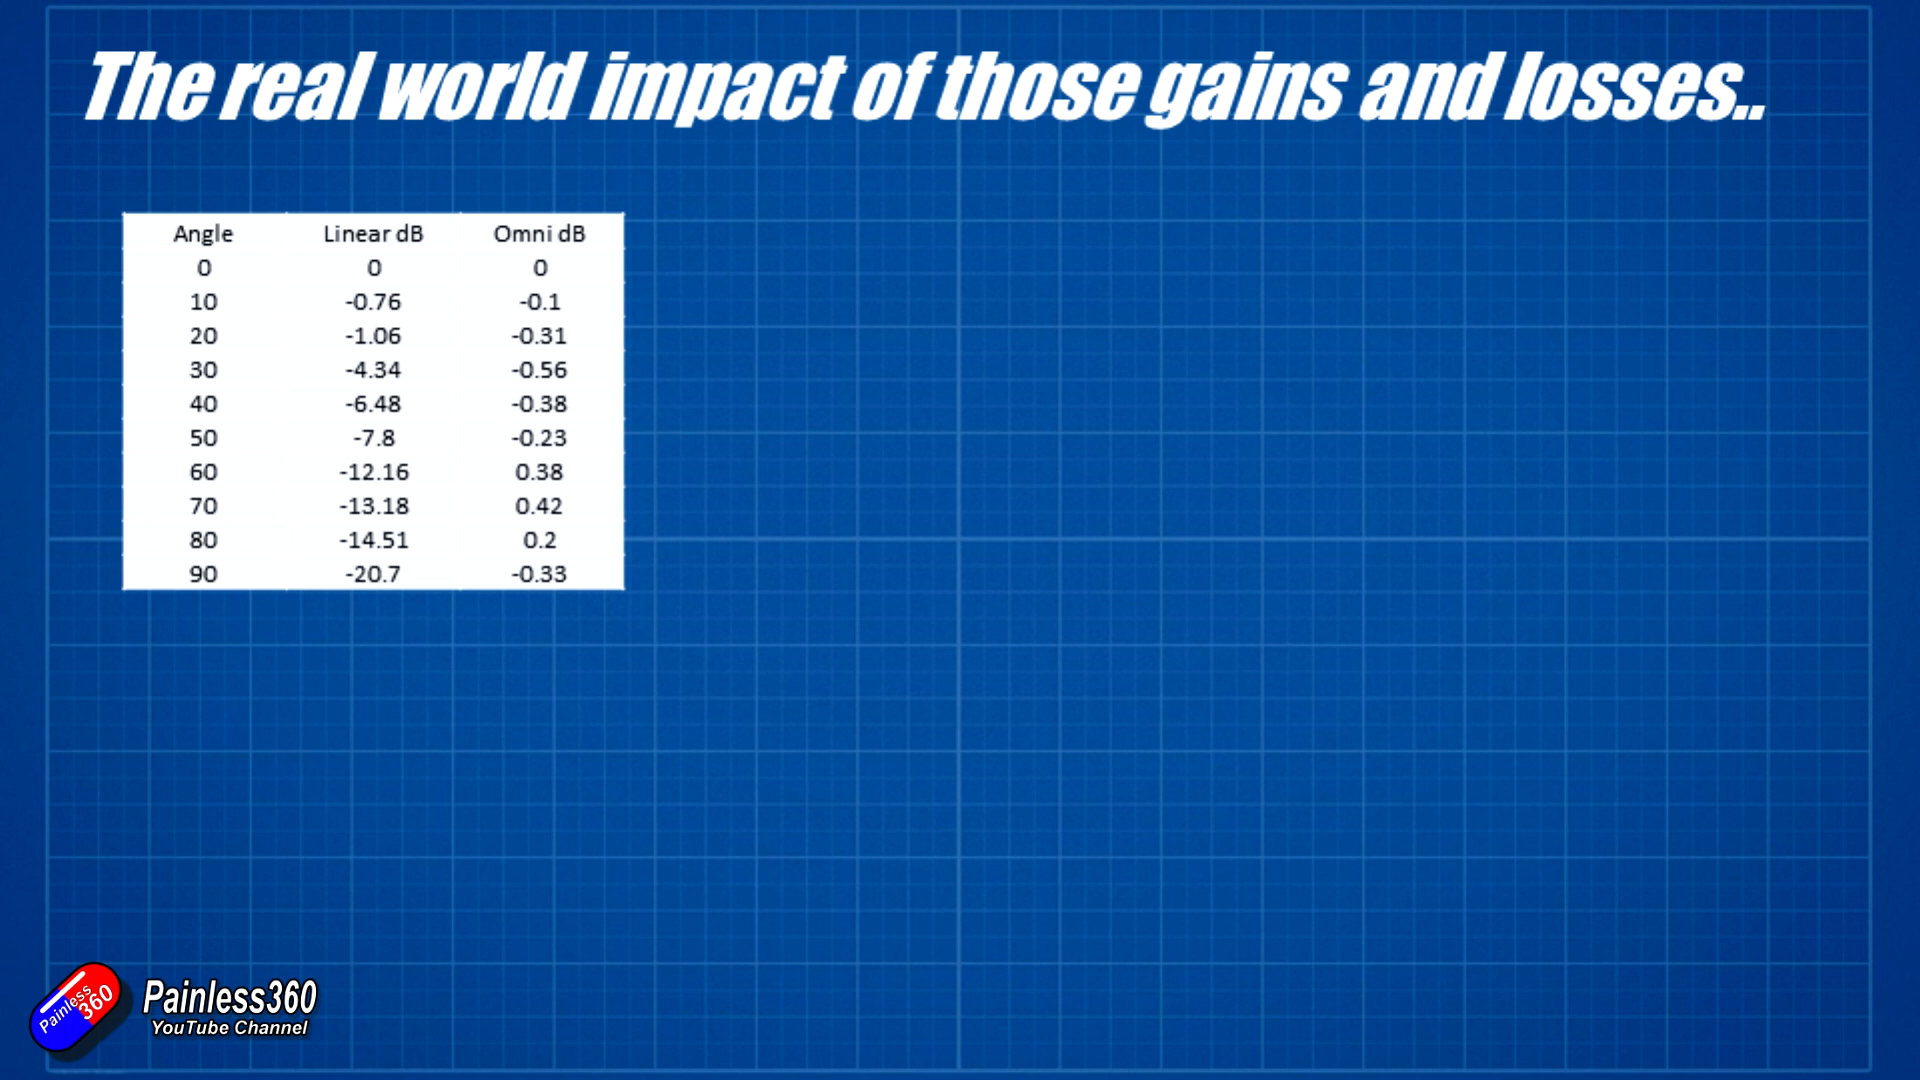 The real world impact of those gains and losses..
Angle Linear dB Omni dB
0 0 0
10 -0.76 -0.1
20 -1.06 -0.31
30 -4.34 -0.56
40 -6.48 -0.38
50 -7.8 -0.23
60 -12.16 0.38
70 -13.18 0.42
80 -14.51 0.2
90 -20.7 -0.33
Painless 360
Painless360
YouTube Channel